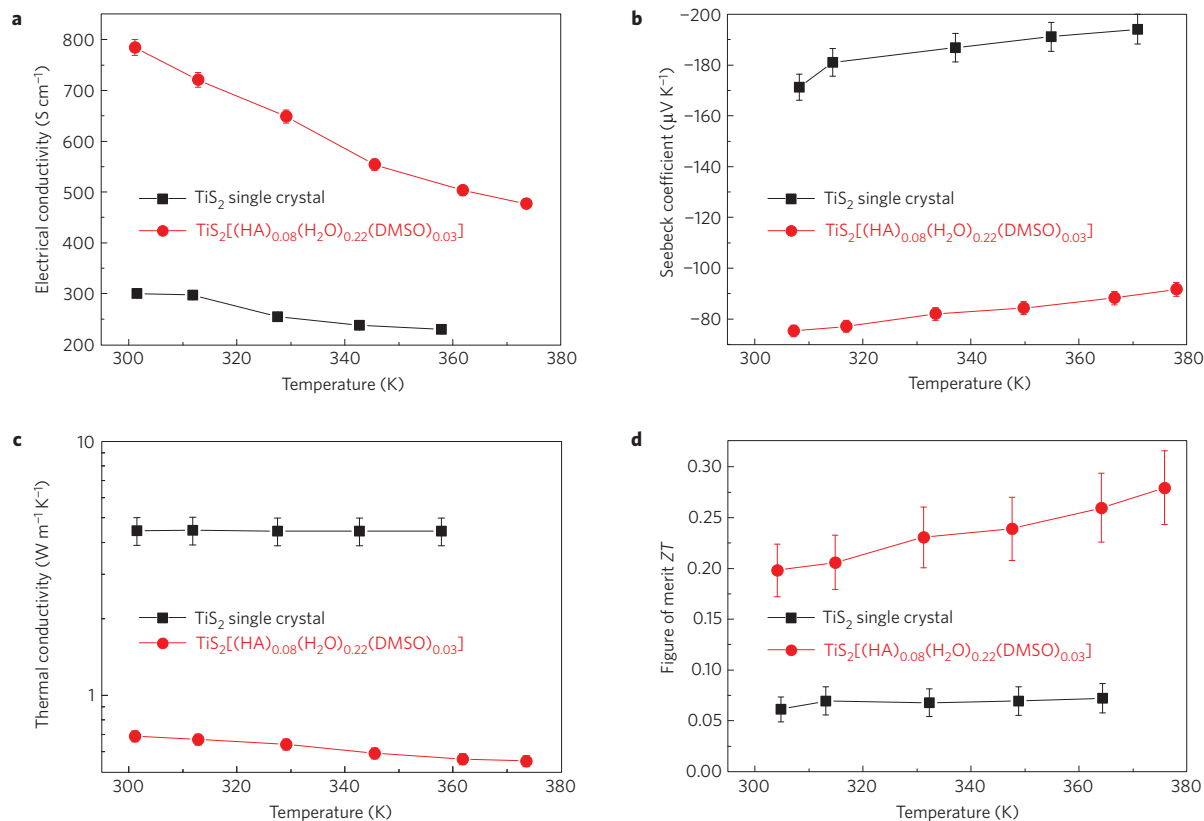 a
800
700
600
500
400
300
200
Electrical conductivity (S cm⁻¹)
TiS₂ single crystal
TiS₂[(HA)₀.₀₈(H₂O)₀.₂₂(DMSO)₀.₀₃]
300 320 340 360 380
Temperature (K)
b
−200
−180
−160
−140
−120
−100
−80
Seebeck coefficient (μV K⁻¹)
TiS₂ single crystal
TiS₂[(HA)₀.₀₈(H₂O)₀.₂₂(DMSO)₀.₀₃]
300 320 340 360 380
Temperature (K)
c
10
1
Thermal conductivity (W m⁻¹ K⁻¹)
TiS₂ single crystal
TiS₂[(HA)₀.₀₈(H₂O)₀.₂₂(DMSO)₀.₀₃]
300 320 340 360 380
Temperature (K)
d
0.30
0.25
0.20
0.15
0.10
0.05
0.00
Figure of merit ZT
TiS₂ single crystal
TiS₂[(HA)₀.₀₈(H₂O)₀.₂₂(DMSO)₀.₀₃]
300 320 340 360 380
Temperature (K)